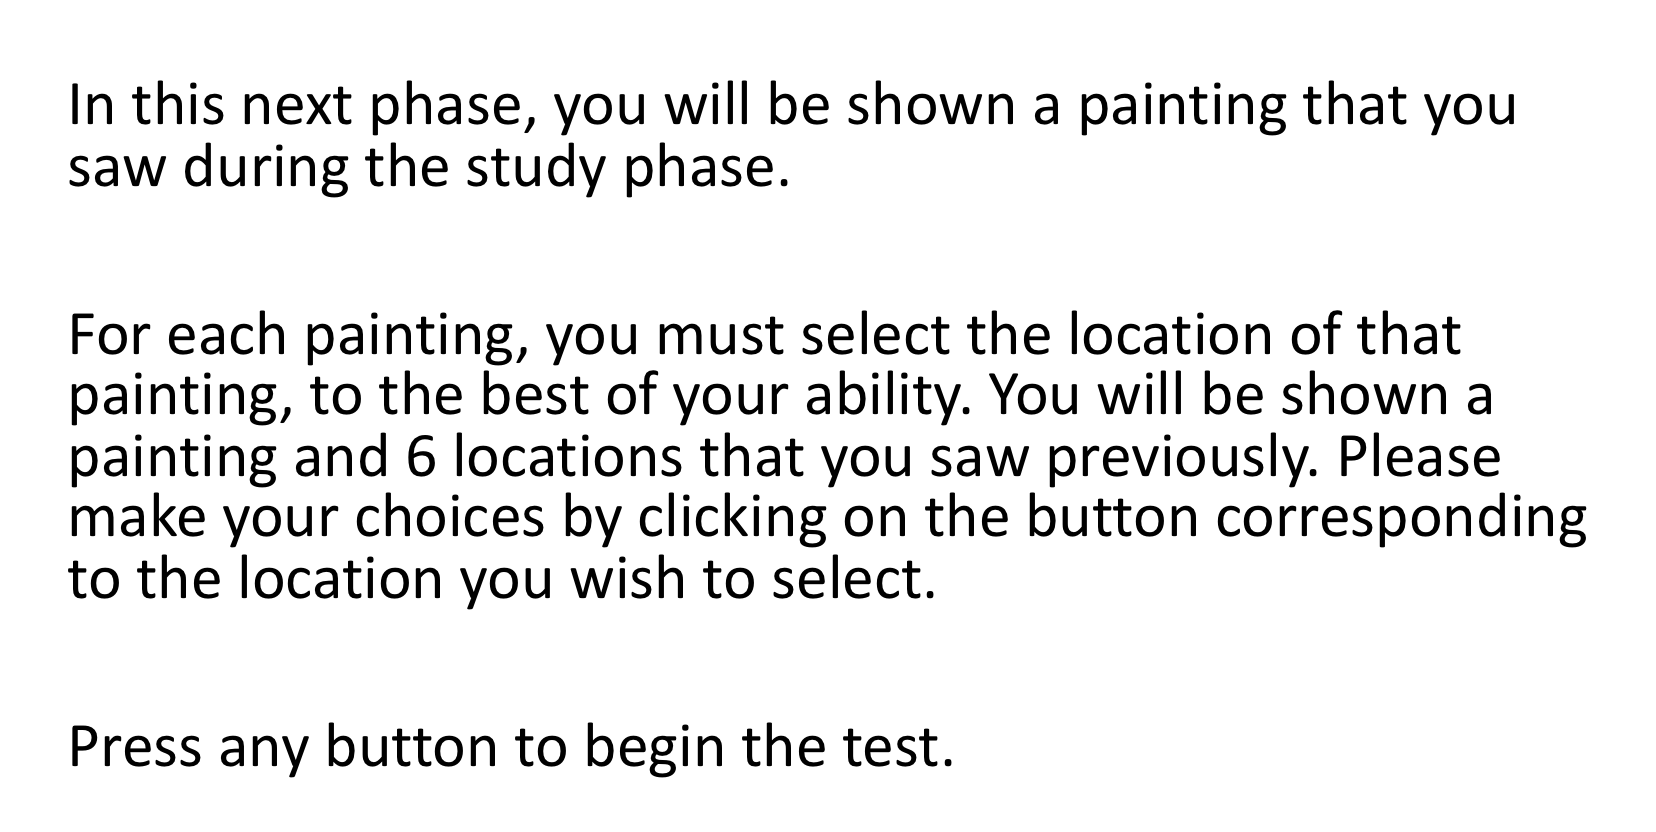 In this next phase, you will be shown a painting that you
saw during the study phase.
For each painting, you must select the location of that
painting, to the best of your ability. You will be shown a
painting and 6 locations that you saw previously. Please
make your choices by clicking on the button corresponding
to the location you wish to select.
Press any button to begin the test.